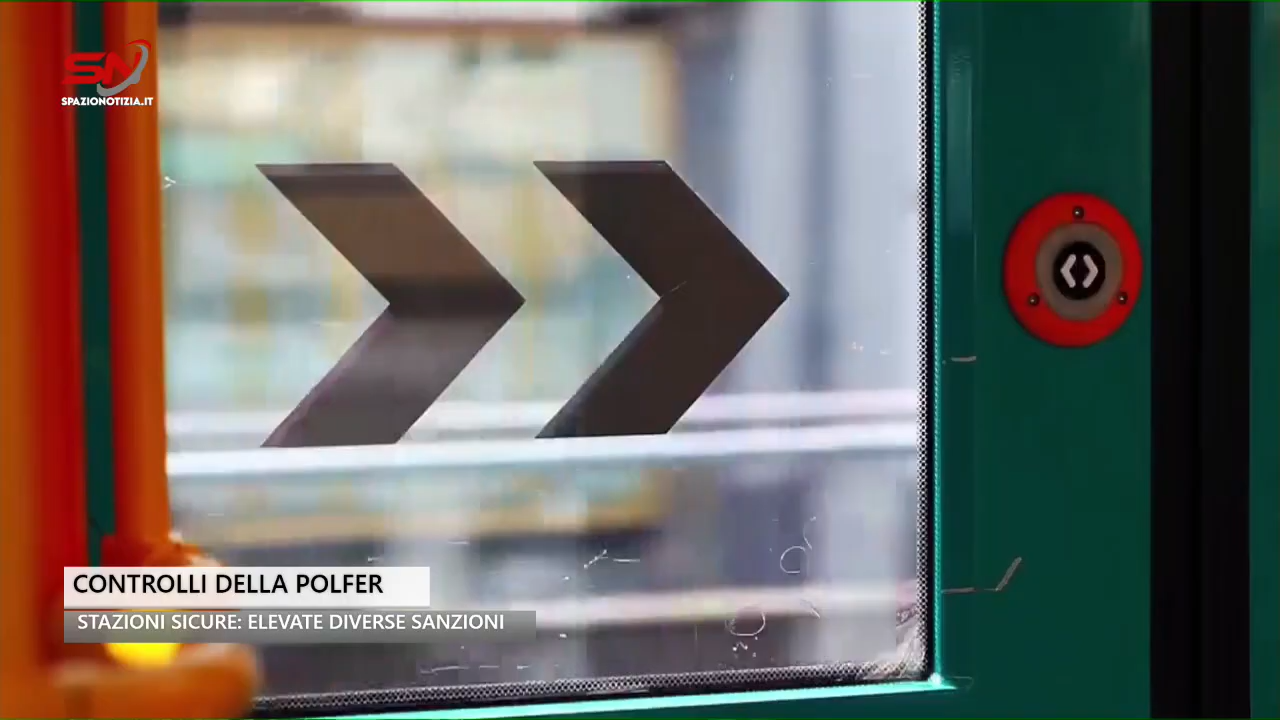 SN
SPAZIONOTIZIA.IT
CONTROLLI DELLA POLFER
STAZIONI SICURE: ELEVATE DIVERSE SANZIONI